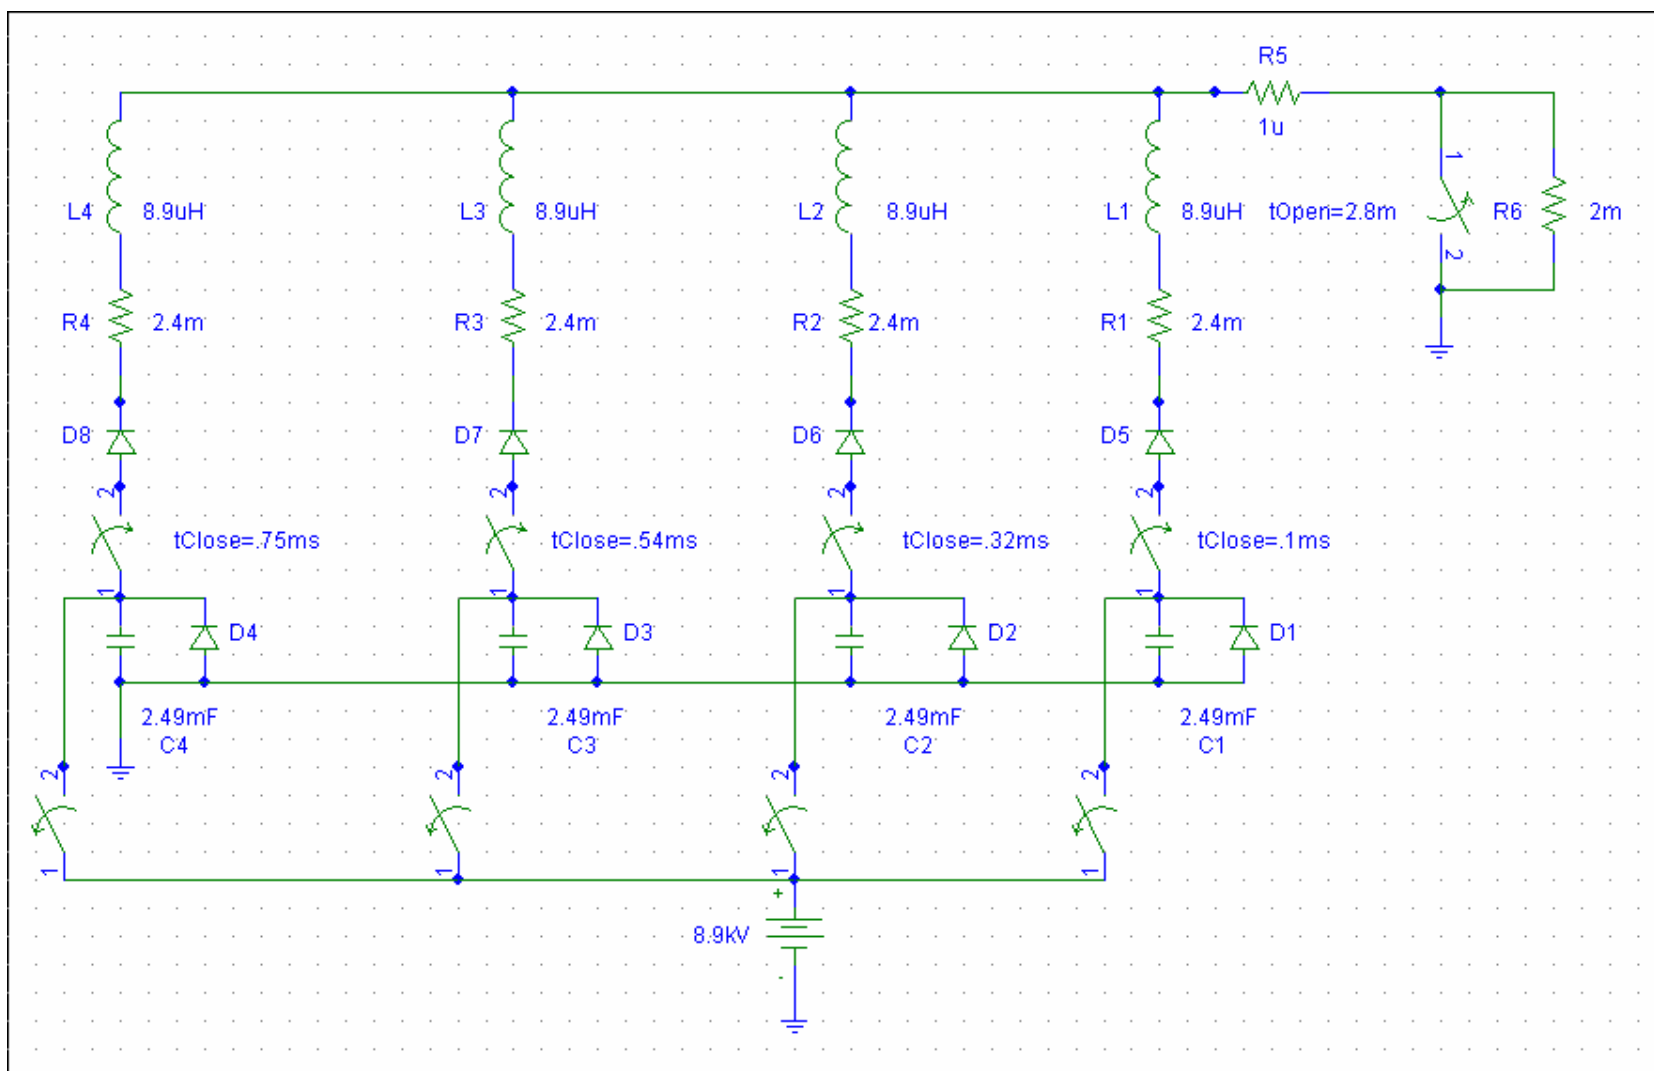 R5
1u
L4 8.9uH
L3 8.9uH
L2 8.9uH
L1 8.9uH
1
tOpen=2.8m
R6 2m
2
R4 2.4m
R3 2.4m
R2 2.4m
R1 2.4m
D8
D7
D6
D5
2
2
2
2
tClose=.75ms
tClose=.54ms
tClose=.32ms
tClose=.1ms
1
1
1
1
D4
D3
D2
D1
2.49mF
C4
2.49mF
C3
2.49mF
C2
2.49mF
C1
2
2
2
2
1
1
1
1
+
8.9kV
-